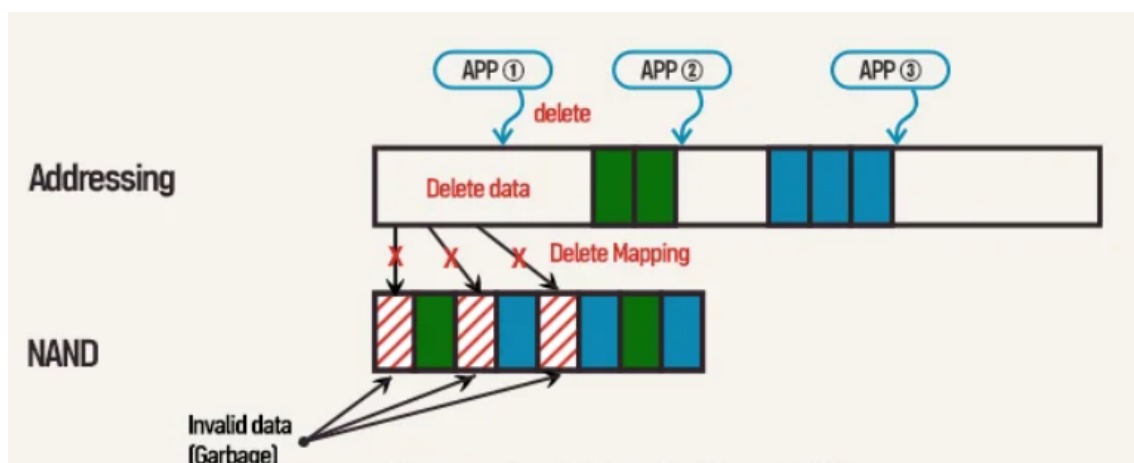 APP ① APP ② APP ③
delete
Addressing
Delete data
Delete Mapping
NAND
Invalid data
(Garbage)